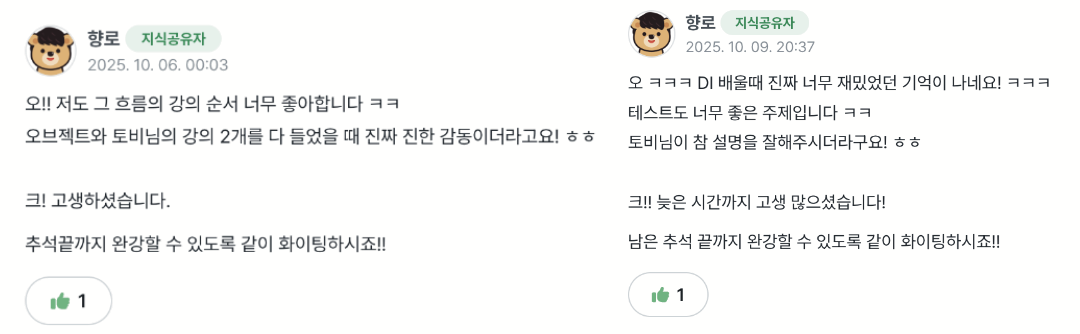 향로 지식공유자
2025. 10. 06. 00:03
오!! 저도 그 흐름의 강의 순서 너무 좋아합니다 ㅋㅋ
오브젝트와 토비님의 강의 2개를 다 들었을 때 진짜 진한 감동이더라고요! ㅎㅎ
크! 고생하셨습니다.
추석끝까지 완강할 수 있도록 같이 화이팅하시죠!!
1
향로 지식공유자
2025. 10. 09. 20:37
오 ㅋㅋㅋ DI 배울때 진짜 너무 재밌었던 기억이 나네요! ㅋㅋㅋ
테스트도 너무 좋은 주제입니다 ㅋㅋ
토비님이 참 설명을 잘해주시더라구요! ㅎㅎ
크!! 늦은 시간까지 고생 많으셨습니다!
남은 추석 끝까지 완강할 수 있도록 같이 화이팅하시죠!!
1